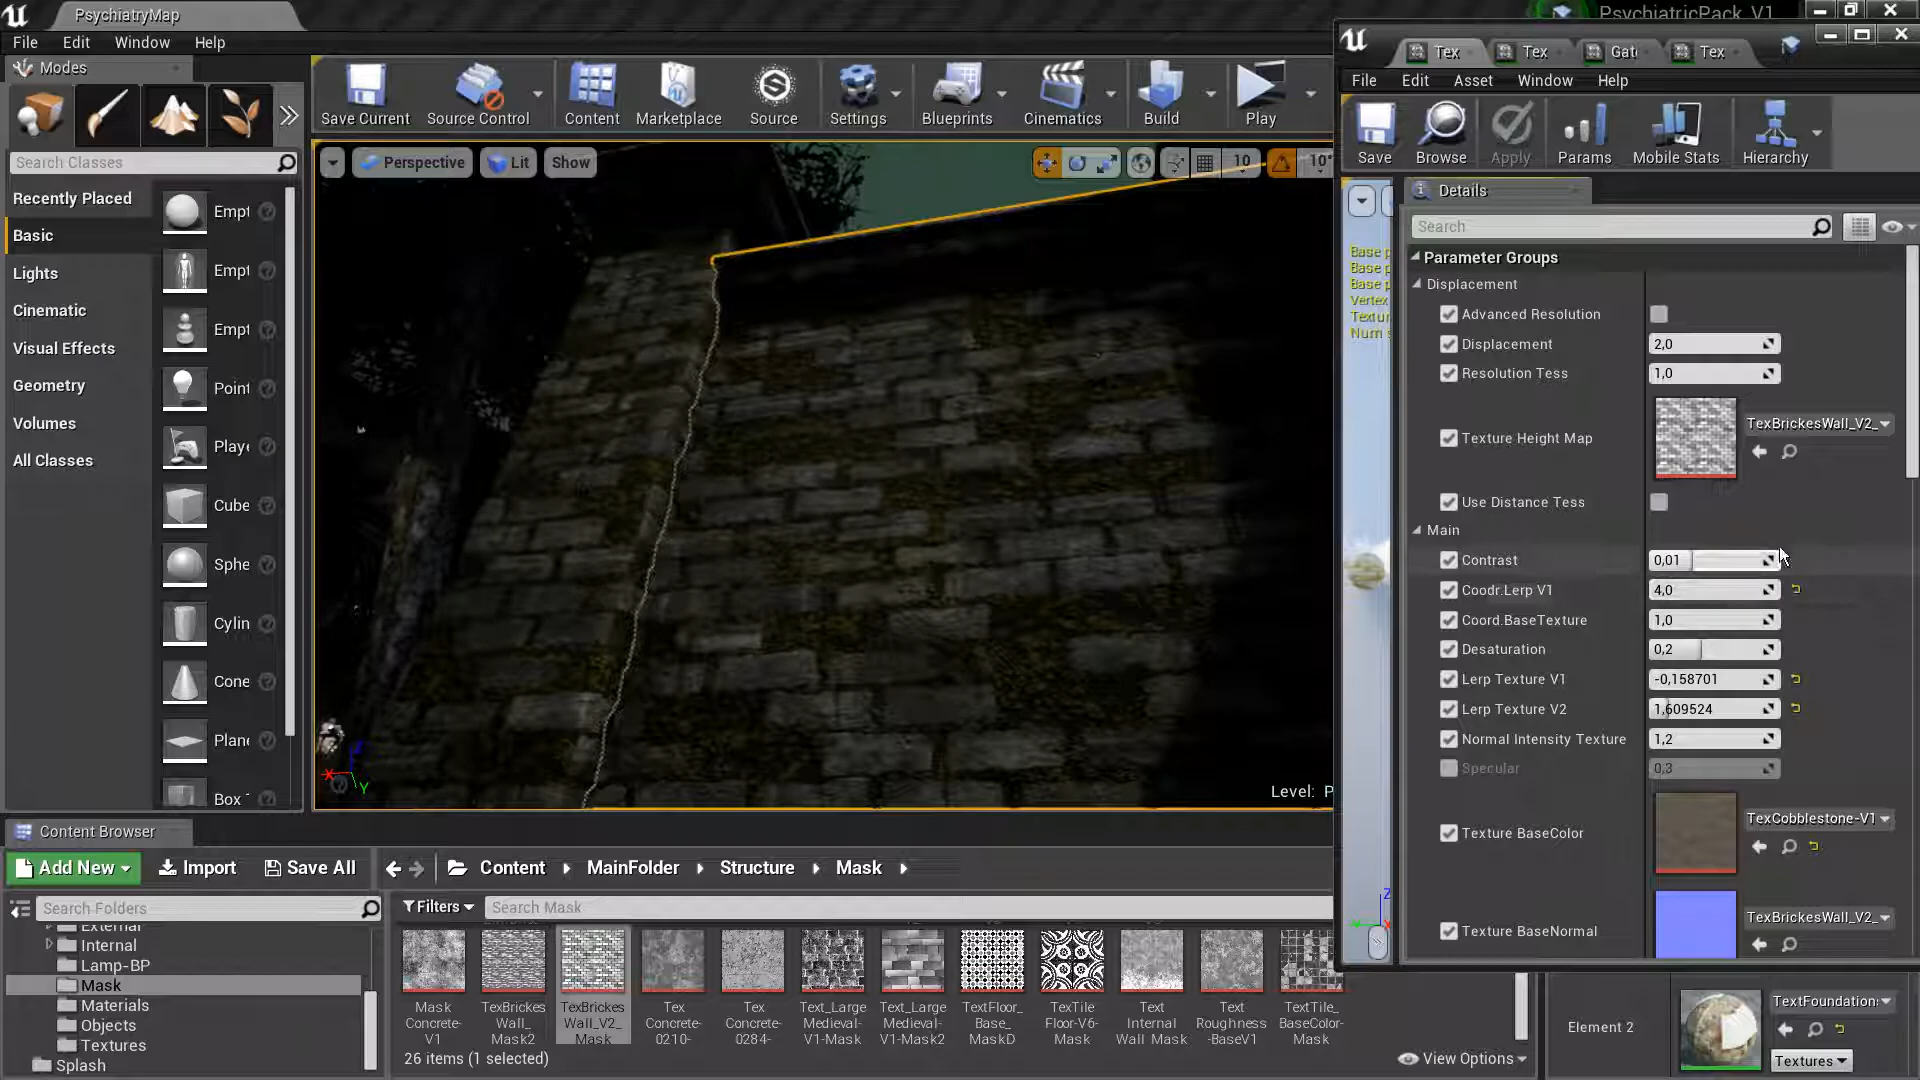 PsychiatryMap
File Edit Window Help
Modes
Search Classes
Recently Placed
Basic
Lights
Cinematic
Visual Effects
Geometry
Volumes
All Classes
Empt
Empt
Empt
Point
Playe
Cube
Sphe
Cylin
Cone
Plane
Box
Save Current
Source Control
Content
Marketplace
Source
Settings
Blueprints
Cinematics
Build
Play
Perspective
Lit
Show
10
10°
X
Y
Level: P
PsychiatricPack_V1
Tex
Tex
Gat
Tex
File Edit Asset Window Help
Save
Browse
Apply
Params
Mobile Stats
Hierarchy
Base p
Base p
Base p
Vertex
Textur
Num s
Z
Details
Search
Parameter Groups
Displacement
Advanced Resolution
Displacement 2,0
Resolution Tess 1,0
Texture Height Map TexBrickesWall_V2_
Use Distance Tess
Main
Contrast 0,01
Coodr.Lerp V1 4,0
Coord.BaseTexture 1,0
Desaturation 0,2
Lerp Texture V1 -0,158701
Lerp Texture V2 1,609524
Normal Intensity Texture 1,2
Specular 0,3
Texture BaseColor TexCobblestone-V1
Texture BaseNormal TexBrickesWall_V2_
Content Browser
Add New
Import
Save All
Content
MainFolder
Structure
Mask
Search Folders
External
Internal
Lamp-BP
Mask
Materials
Objects
Textures
Splash
Filters
Search Mask
Mask Concrete-V1
TexBrickes Wall_ Mask2
TexBrickes Wall_V2_ Mask
Tex Concrete-0210-
Tex Concrete-0284-
Text_Large Medieval-V1-Mask
Text_Large Medieval-V1-Mask2
TextFloor_ Base_ MaskD
TexTile Floor-V6-Mask
Text Internal Wall_Mask
Text Roughness -BaseV1
TextTile_ BaseColor-Mask
26 items (1 selected)
View Options
Element 2
TextFoundation:
Textures